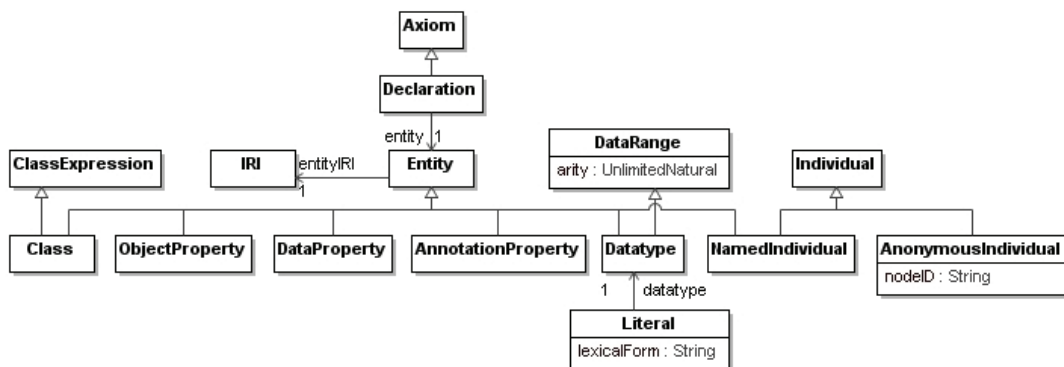 Axiom
Declaration
entity 1
ClassExpression
IRI
entityIRI
1
Entity
DataRange
arity : UnlimitedNatural
Individual
Class
ObjectProperty
DataProperty
AnnotationProperty
Datatype
NamedIndividual
AnonymousIndividual
nodeID : String
1 datatype
Literal
lexicalForm : String